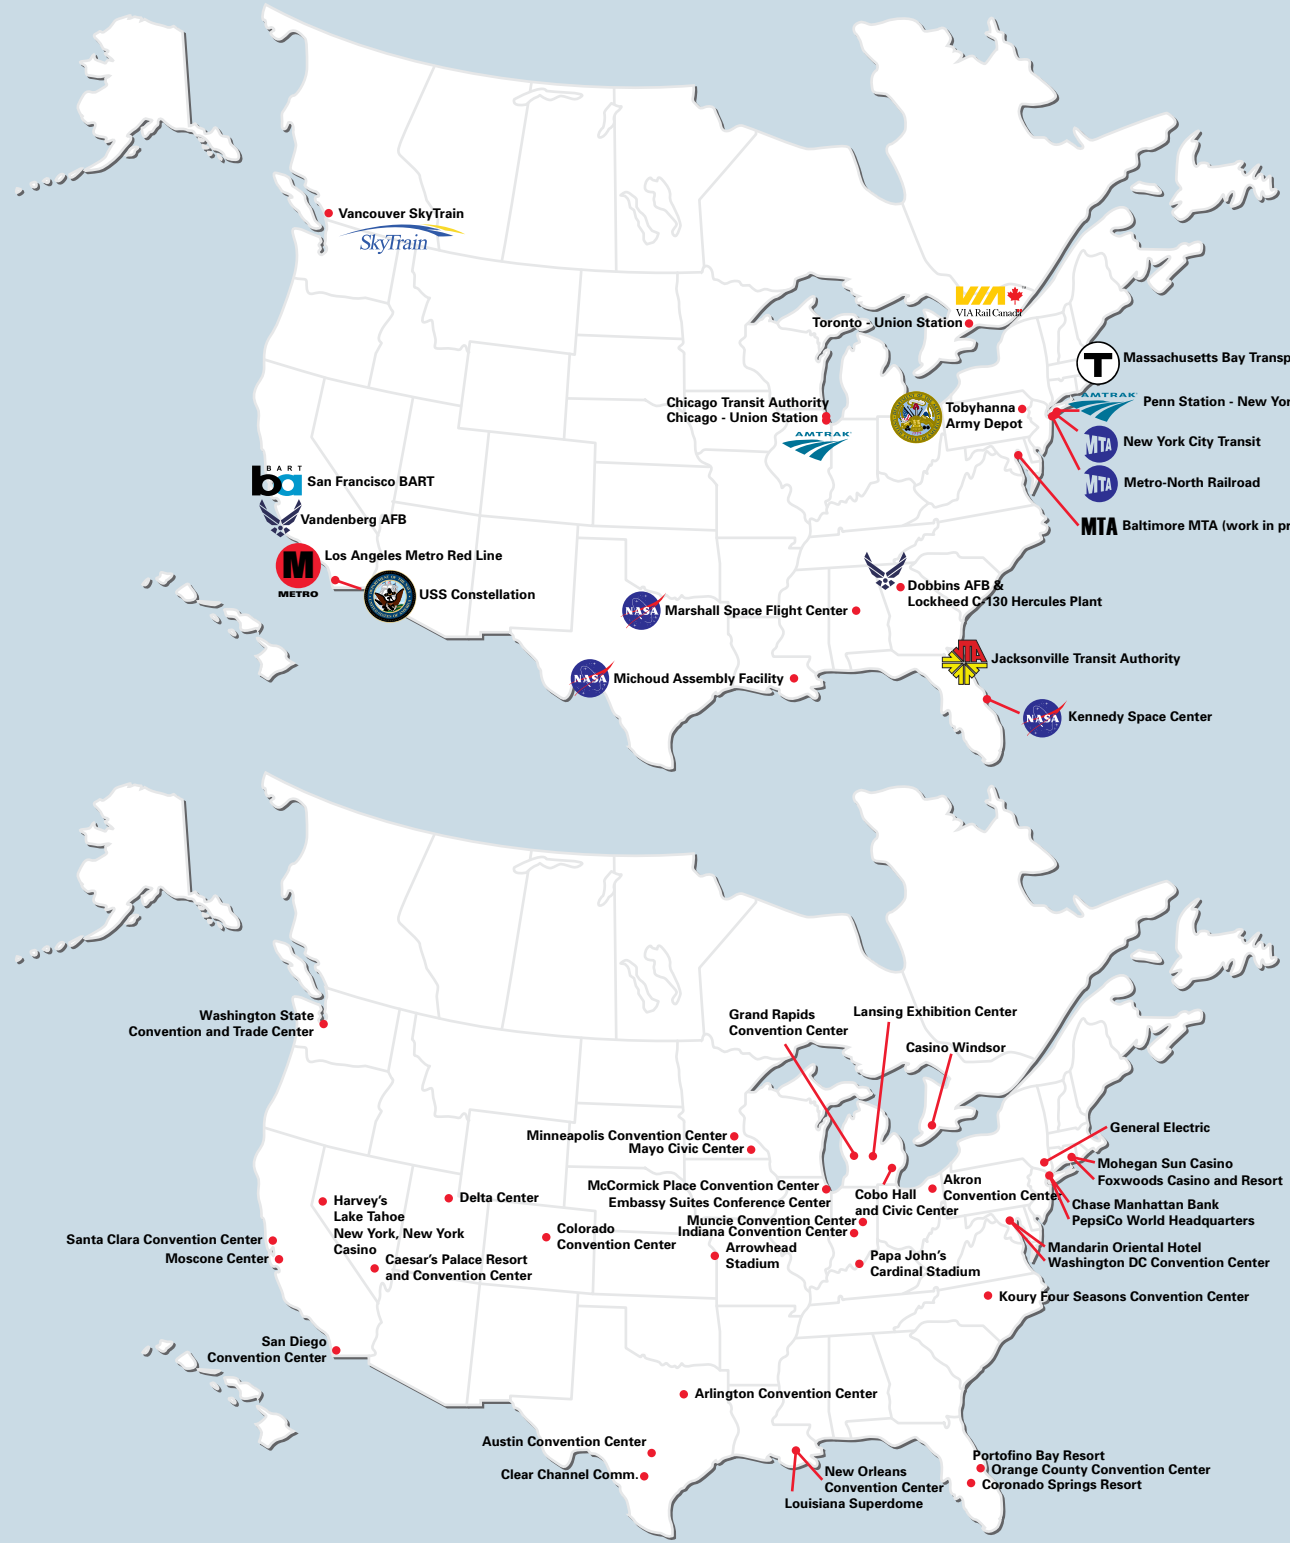 Vancouver SkyTrain
SkyTrain
VIA
VIA Rail Canada
Toronto - Union Station
T
Massachusetts Bay Transp
AMTRAK
Penn Station - New Yor
Chicago Transit Authority
Chicago - Union Station
AMTRAK
Tobyhanna
Army Depot
MTA
New York City Transit
MTA
Metro-North Railroad
MTA
Baltimore MTA (work in pr
BART
ba
San Francisco BART
Vandenberg AFB
M
METRO
Los Angeles Metro Red Line
USS Constellation
Dobbins AFB &
Lockheed C-130 Hercules Plant
NASA
Marshall Space Flight Center
JTA
Jacksonville Transit Authority
NASA
Michoud Assembly Facility
NASA
Kennedy Space Center
Washington State
Convention and Trade Center
Grand Rapids
Convention Center
Lansing Exhibition Center
Casino Windsor
Minneapolis Convention Center
Mayo Civic Center
General Electric
Mohegan Sun Casino
Foxwoods Casino and Resort
McCormick Place Convention Center
Embassy Suites Conference Center
Cobo Hall
and Civic Center
Akron
Convention Center
Chase Manhattan Bank
PepsiCo World Headquarters
Harvey's
Lake Tahoe
New York, New York
Casino
Delta Center
Colorado
Convention Center
Muncie Convention Center
Indiana Convention Center
Arrowhead
Stadium
Papa John's
Cardinal Stadium
Mandarin Oriental Hotel
Washington DC Convention Center
Santa Clara Convention Center
Moscone Center
Caesar's Palace Resort
and Convention Center
Koury Four Seasons Convention Center
San Diego
Convention Center
Arlington Convention Center
Austin Convention Center
Clear Channel Comm.
New Orleans
Convention Center
Louisiana Superdome
Portofino Bay Resort
Orange County Convention Center
Coronado Springs Resort